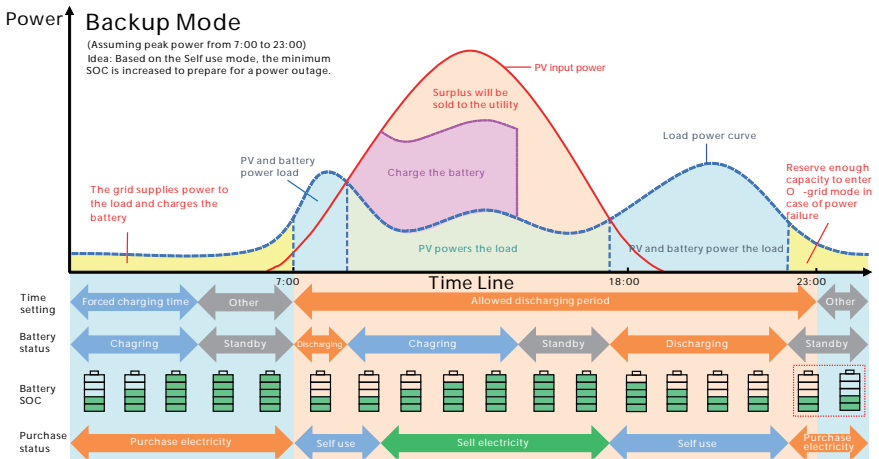 Power
Backup Mode
(Assuming peak power from 7:00 to 23:00)
Idea: Based on the Self use mode, the minimum
SOC is increased to prepare for a power outage.
PV input power
Surplus will be
sold to the utility
Load power curve
PV and battery
power load
Charge the battery
Reserve enough
capacity to enter
O -grid mode in
case of power
failure
The grid supplies power to
the load and charges the
battery
PV powers the load
PV and battery power the load
7:00
Time Line
18:00
23:00
Time
setting
Forced charging time
Other
Allowed discharging period
Other
Battery
status
Chagring
Standby
Discharging
Chagring
Standby
Discharging
Standby
Battery
SOC
Purchase
status
Purchase electricity
Self use
Sell electricity
Self use
Purchase
electricity